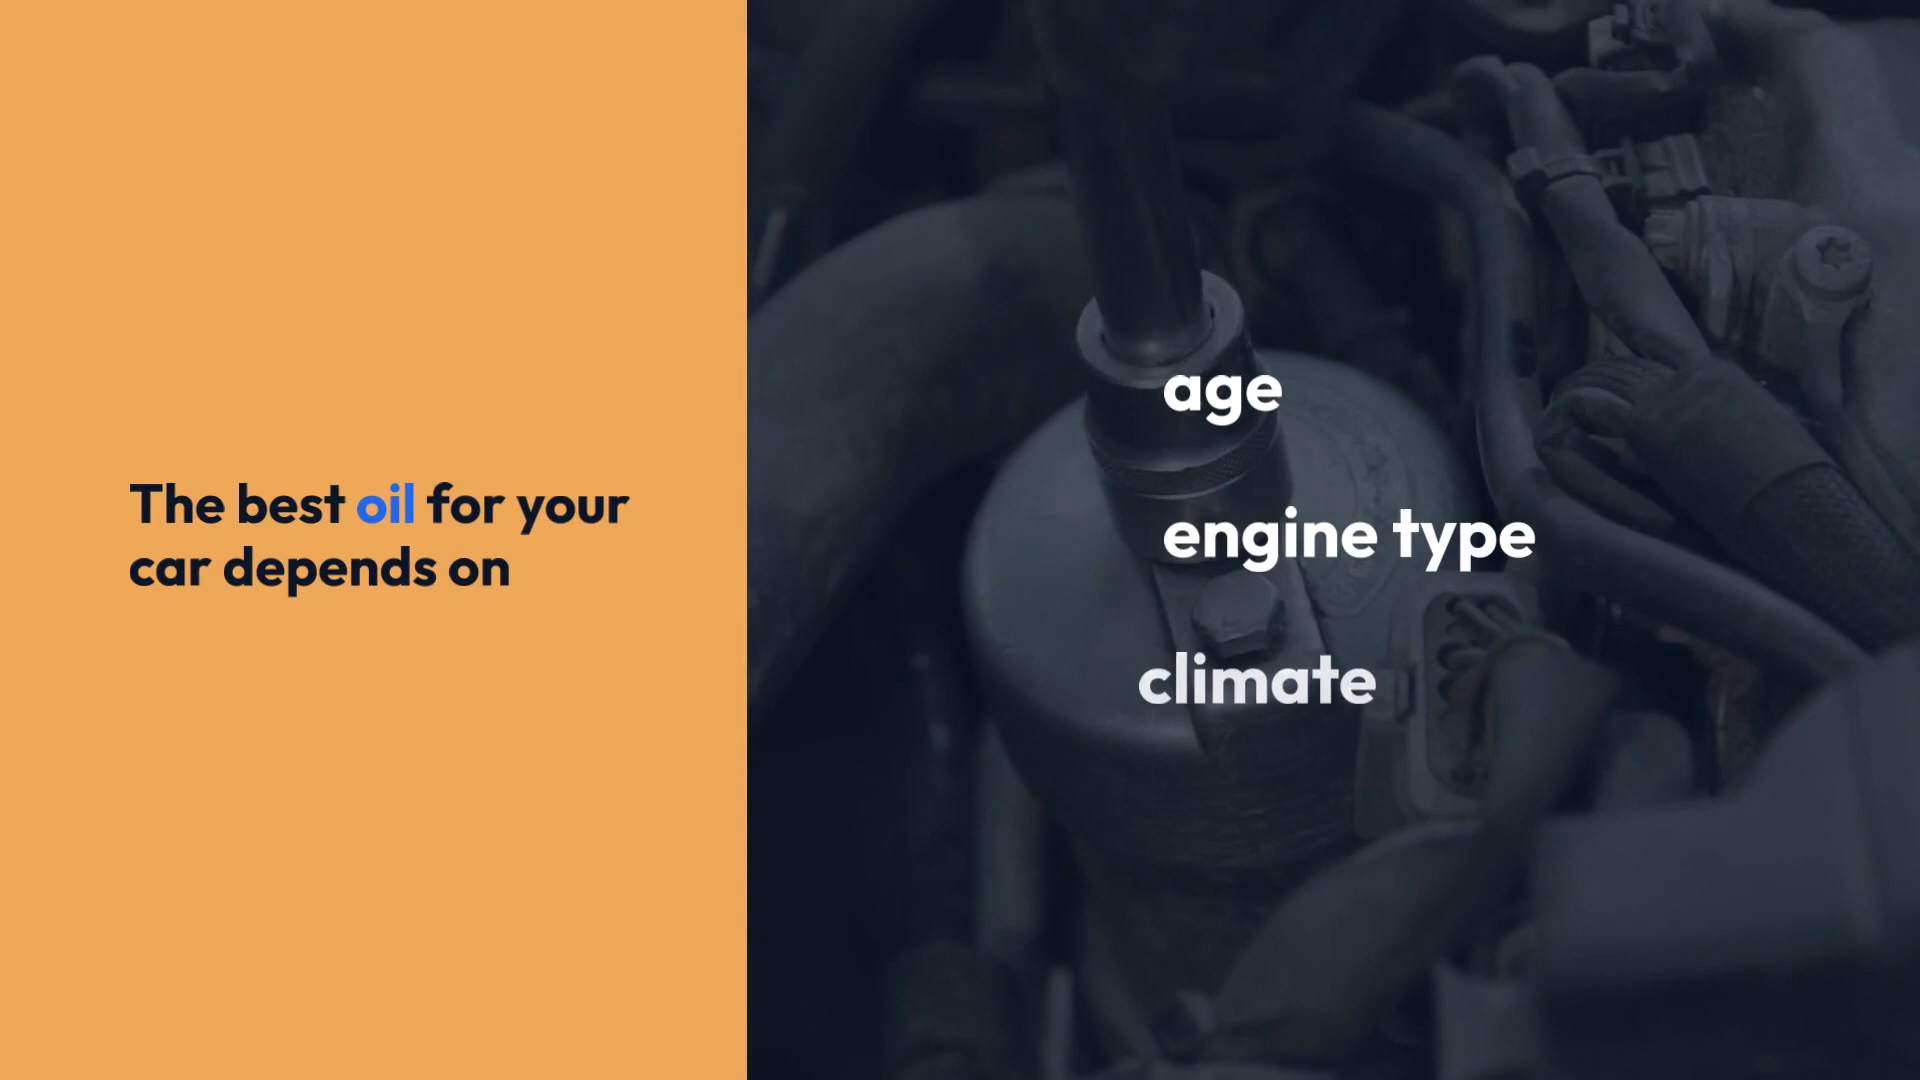 The best oil for your
car depends on
age
engine type
climate